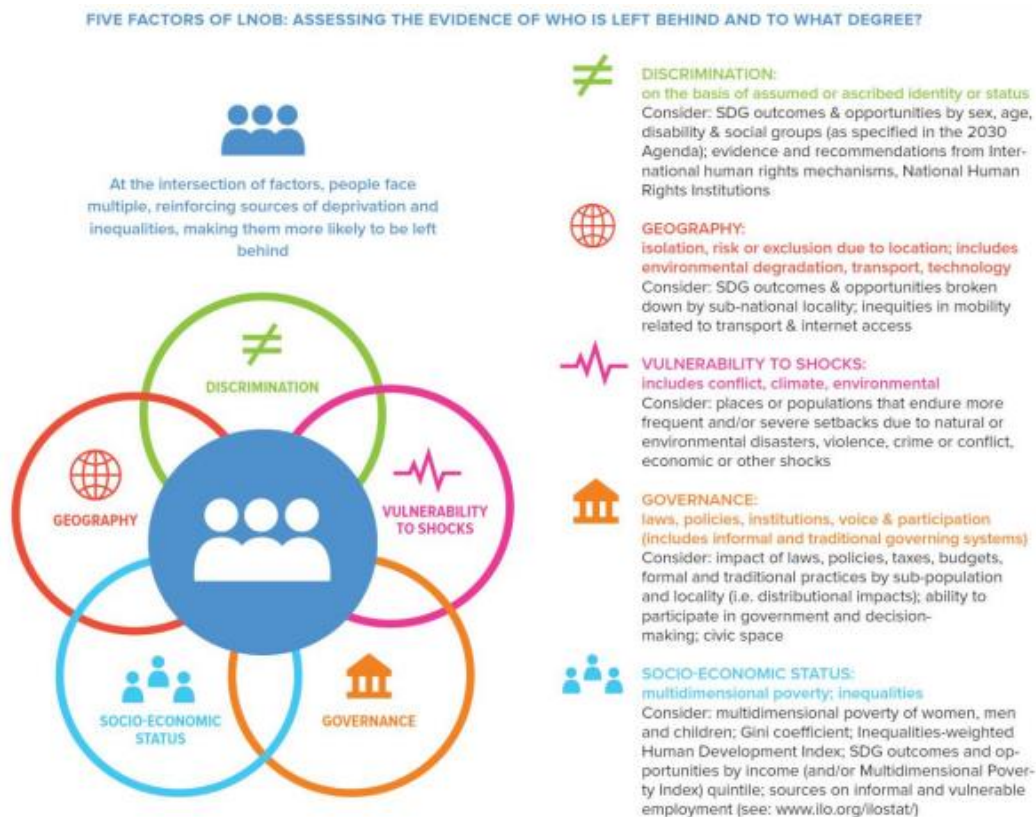 FIVE FACTORS OF LNOB: ASSESSING THE EVIDENCE OF WHO IS LEFT BEHIND AND TO WHAT DEGREE?
At the intersection of factors, people face
multiple, reinforcing sources of deprivation and
inequalities, making them more likely to be left
behind
DISCRIMINATION
GEOGRAPHY
VULNERABILITY
TO SHOCKS
SOCIO-ECONOMIC
STATUS
GOVERNANCE
DISCRIMINATION:
on the basis of assumed or ascribed identity or status
Consider: SDG outcomes & opportunities by sex, age,
disability & social groups (as specified in the 2030
Agenda); evidence and recommendations from Inter-
national human rights mechanisms, National Human
Rights Institutions
GEOGRAPHY:
isolation, risk or exclusion due to location; includes
environmental degradation, transport, technology
Consider: SDG outcomes & opportunities broken
down by sub-national locality; inequities in mobility
related to transport & internet access
VULNERABILITY TO SHOCKS:
includes conflict, climate, environmental
Consider: places or populations that endure more
frequent and/or severe setbacks due to natural or
environmental disasters, violence, crime or conflict,
economic or other shocks
GOVERNANCE:
laws, policies, institutions, voice & participation
(includes informal and traditional governing systems)
Consider: impact of laws, policies, taxes, budgets,
formal and traditional practices by sub-population
and locality (i.e. distributional impacts); ability to
participate in government and decision-
making; civic space
SOCIO-ECONOMIC STATUS:
multidimensional poverty; inequalities
Consider: multidimensional poverty of women, men
and children; Gini coefficient; Inequalities-weighted
Human Development Index; SDG outcomes and op-
portunities by income (and/or Multidimensional Pover-
ty Index) quintile; sources on informal and vulnerable
employment (see: www.ilo.org/ilostat/)